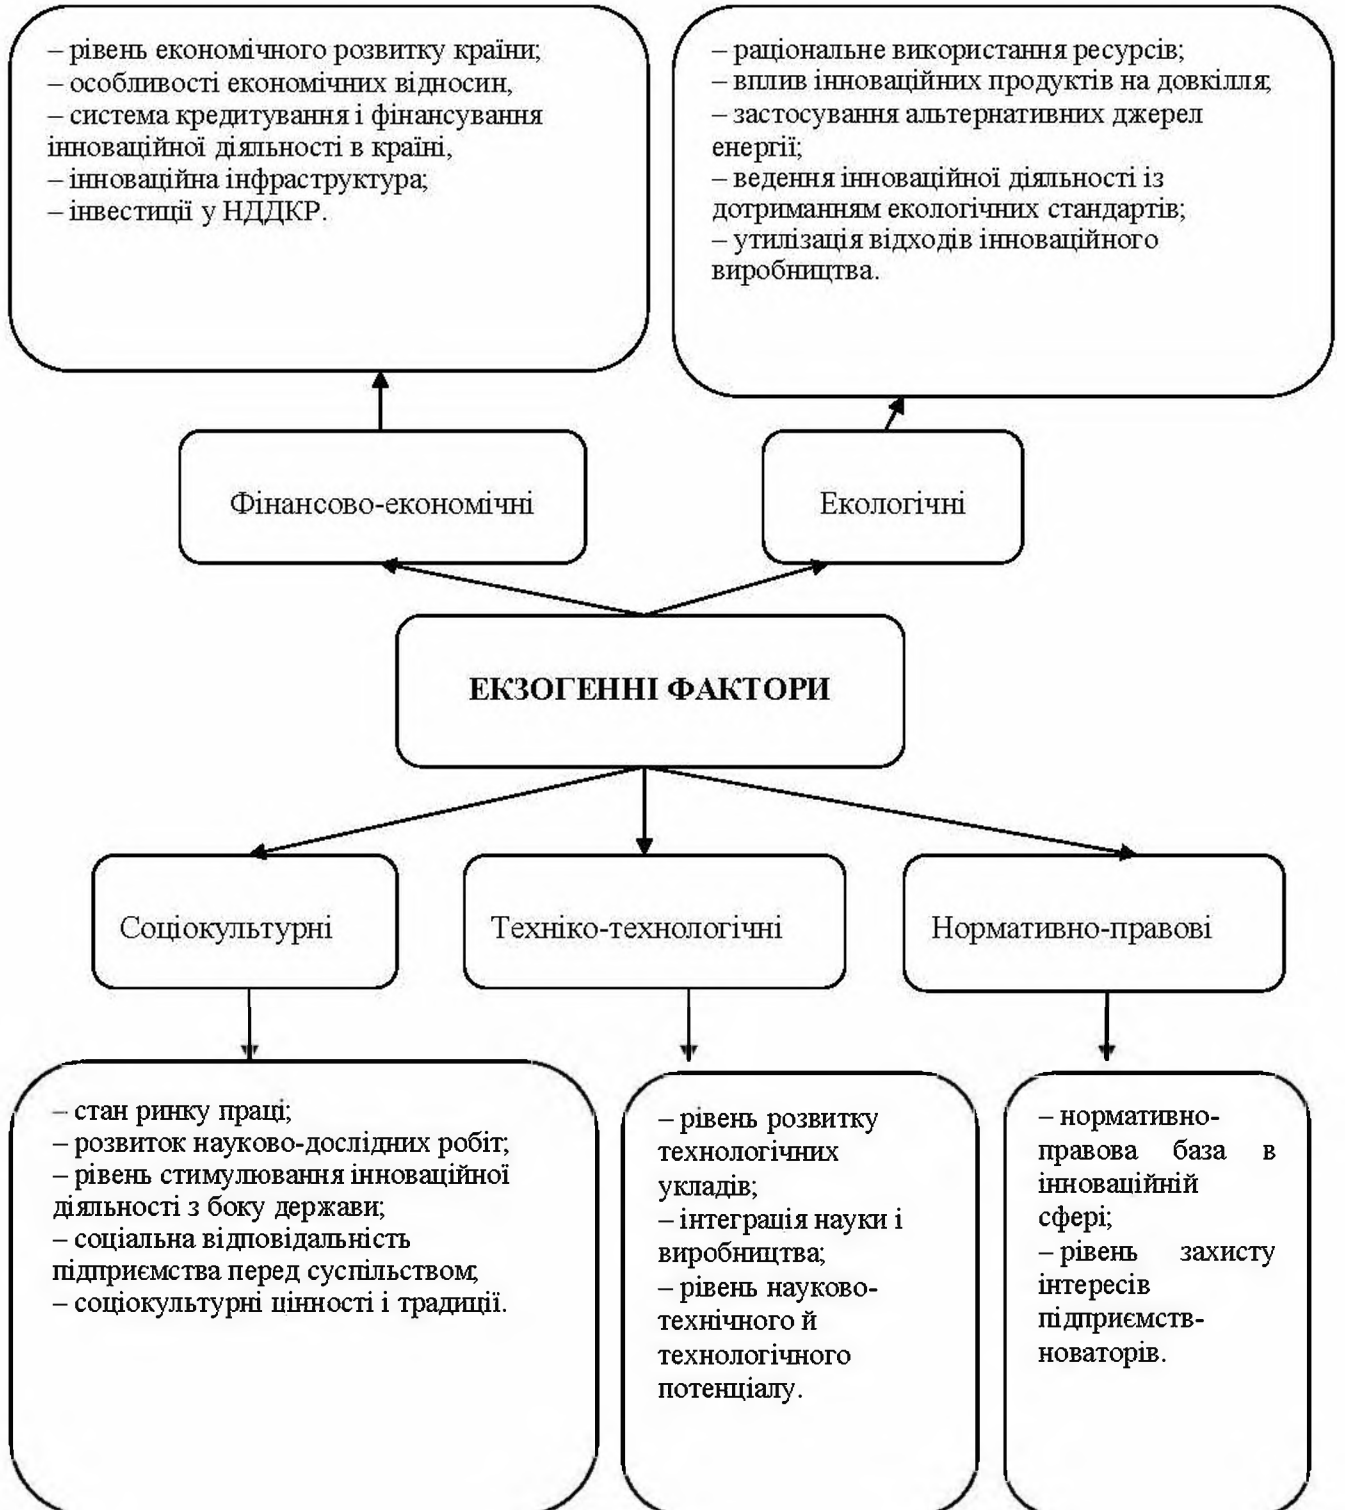 – рівень економічного розвитку країни;
– особливості економічних відносин,
– система кредитування і фінансування
інноваційної діяльності в країні,
– інноваційна інфраструктура;
– інвестиції у НДДКР.
– раціональне використання ресурсів;
– вплив інноваційних продуктів на довкілля;
– застосування альтернативних джерел
енергії;
– ведення інноваційної діяльності із
дотриманням екологічних стандартів;
– утилізація відходів інноваційного
виробництва.
Фінансово-економічні
Екологічні
ЕКЗОГЕННІ ФАКТОРИ
Соціокультурні
Техніко-технологічні
Нормативно-правові
– стан ринку праці;
– розвиток науково-дослідних робіт;
– рівень стимулювання інноваційної
діяльності з боку держави;
– соціальна відповідальність
підприємства перед суспільством;
– соціокультурні цінності і традиції.
– рівень розвитку
технологічних
укладів;
– інтеграція науки і
виробництва;
– рівень науково-
технічного й
технологічного
потенціалу.
– нормативно-
правова база в
інноваційній
сфері;
– рівень захисту
інтересів
підприємств-
новаторів.